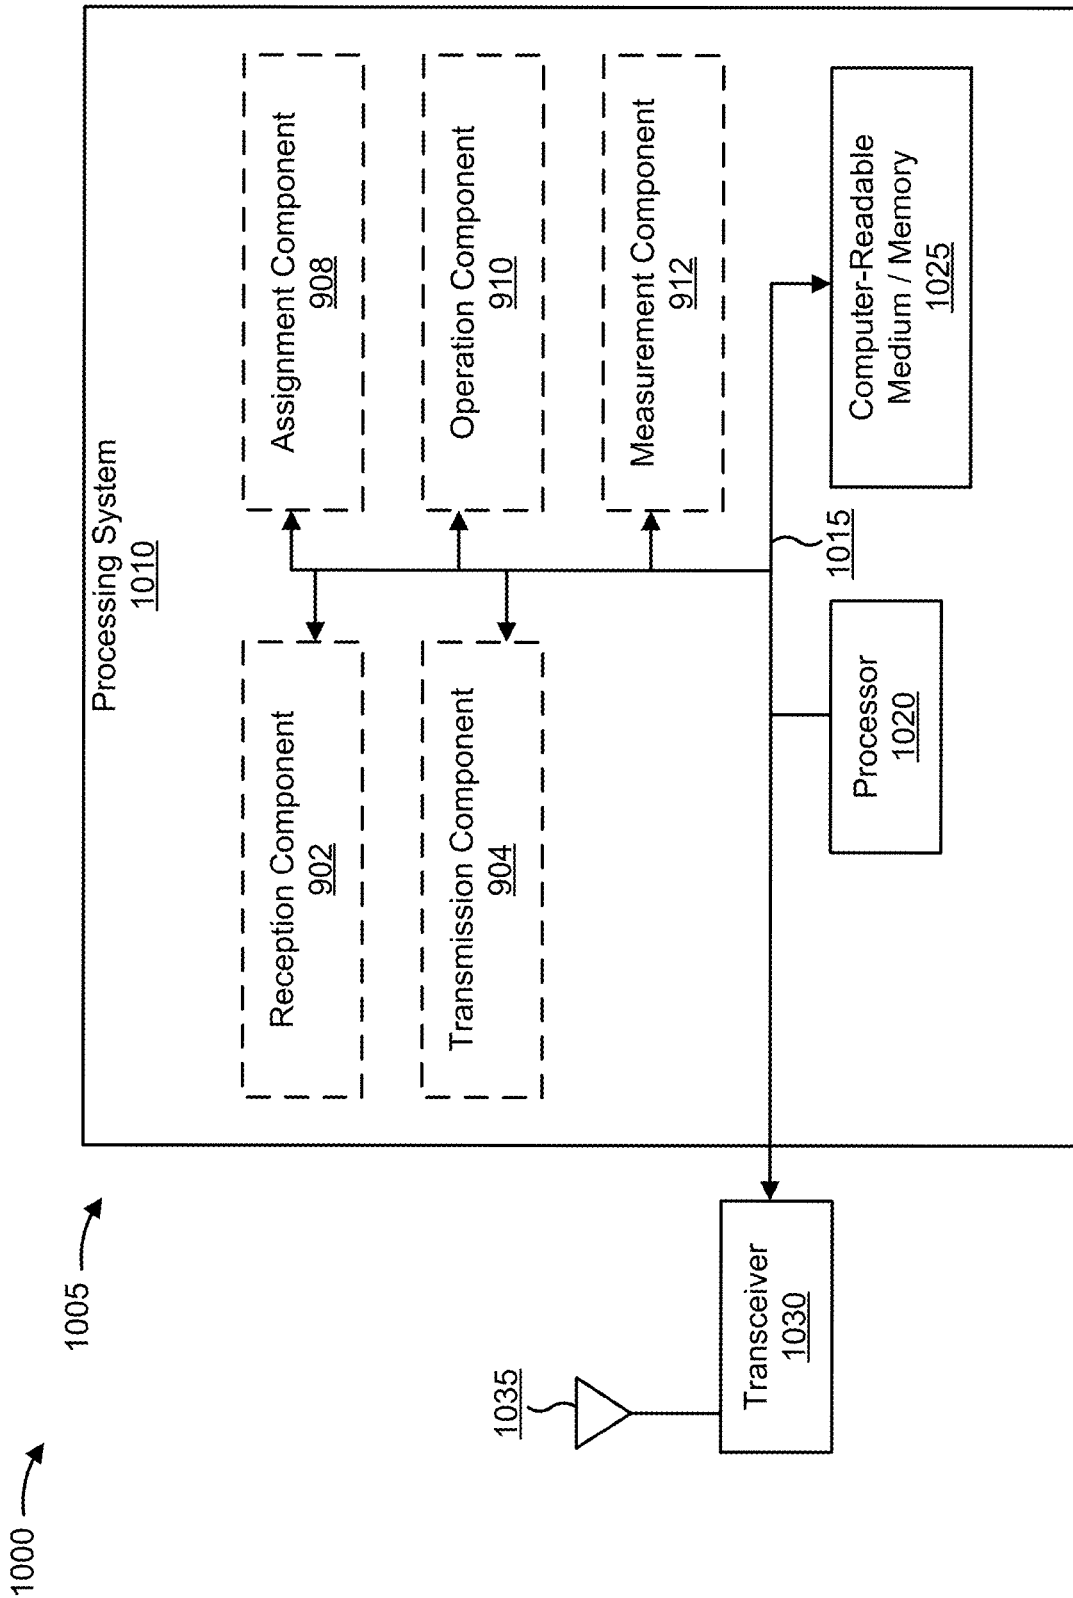 1000
1005
Processing System
1010
Reception Component
902
Assignment Component
908
Transmission Component
904
Operation Component
910
Measurement Component
912
1035
Transceiver
1030
Processor
1020
1015
Computer-Readable
Medium / Memory
1025